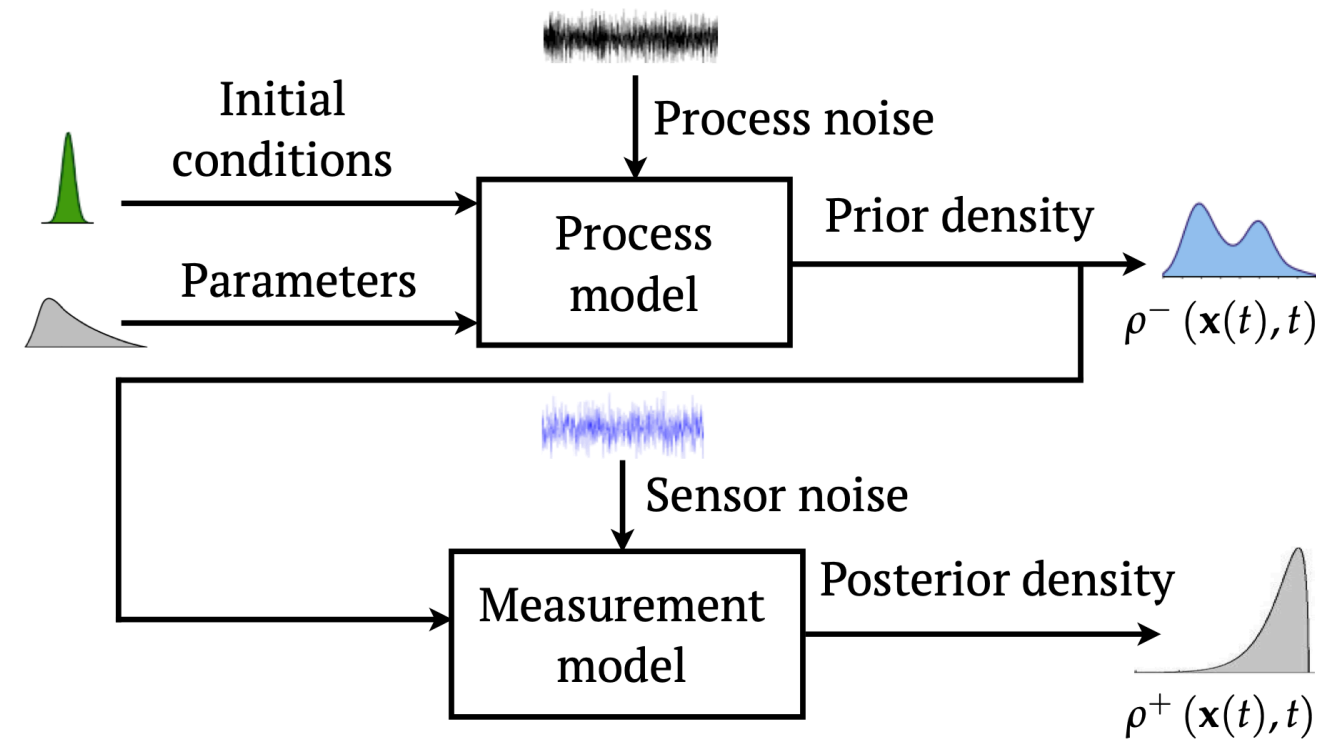 Initial
conditions
Process noise
Parameters
Process
model
Prior density
ρ⁻ (x(t), t)
Sensor noise
Measurement
model
Posterior density
ρ⁺ (x(t), t)